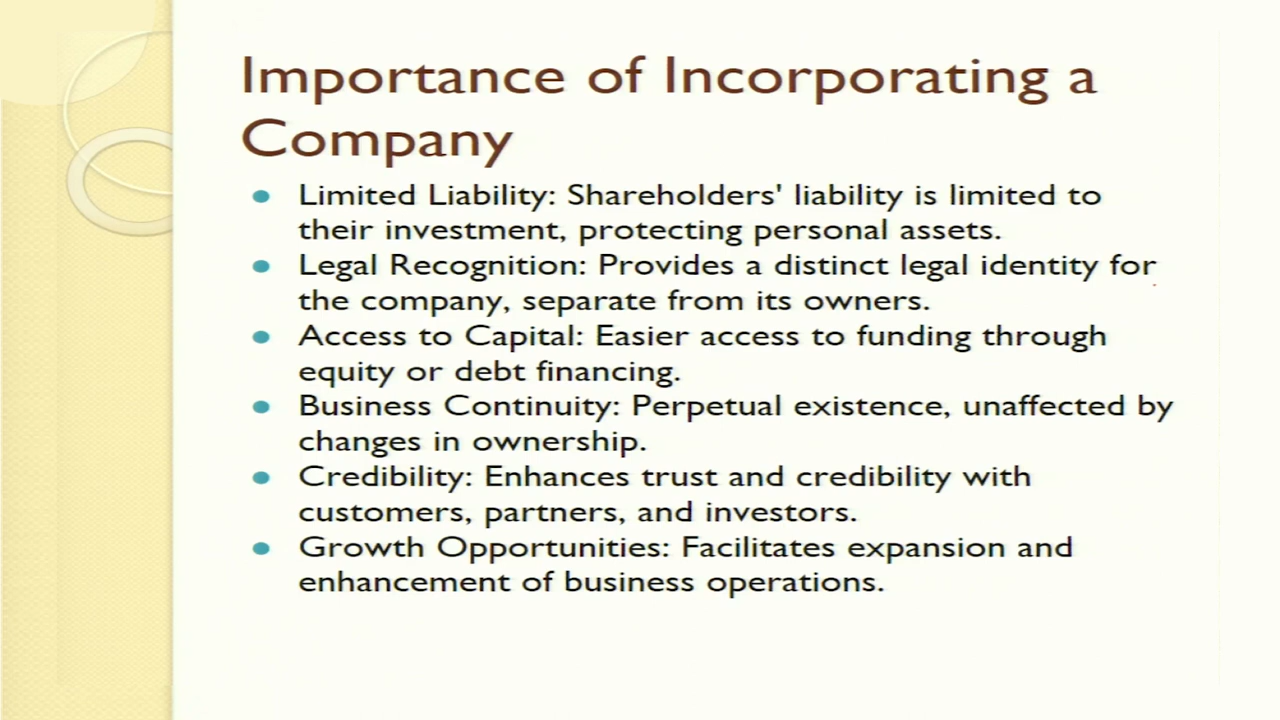 Importance of Incorporating a
Company
Limited Liability: Shareholders' liability is limited to
their investment, protecting personal assets.
Legal Recognition: Provides a distinct legal identity for
the company, separate from its owners.
Access to Capital: Easier access to funding through
equity or debt financing.
Business Continuity: Perpetual existence, unaffected by
changes in ownership.
Credibility: Enhances trust and credibility with
customers, partners, and investors.
Growth Opportunities: Facilitates expansion and
enhancement of business operations.